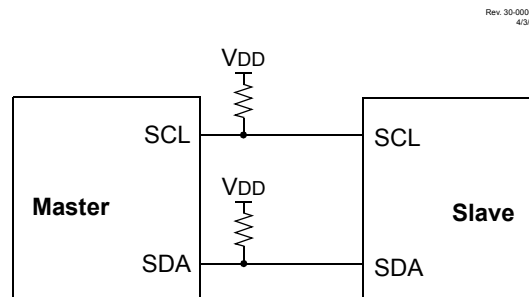 Rev. 30-000
4/3/
VDD
SCL
SCL
VDD
Master
Slave
SDA
SDA